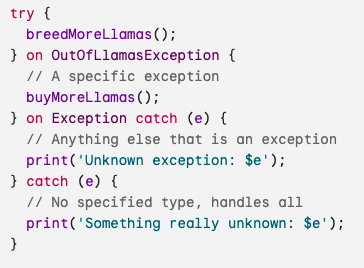 try {
  breedMoreLlamas();
} on OutOfLlamasException {
  // A specific exception
  buyMoreLlamas();
} on Exception catch (e) {
  // Anything else that is an exception
  print('Unknown exception: $e');
} catch (e) {
  // No specified type, handles all
  print('Something really unknown: $e');
}